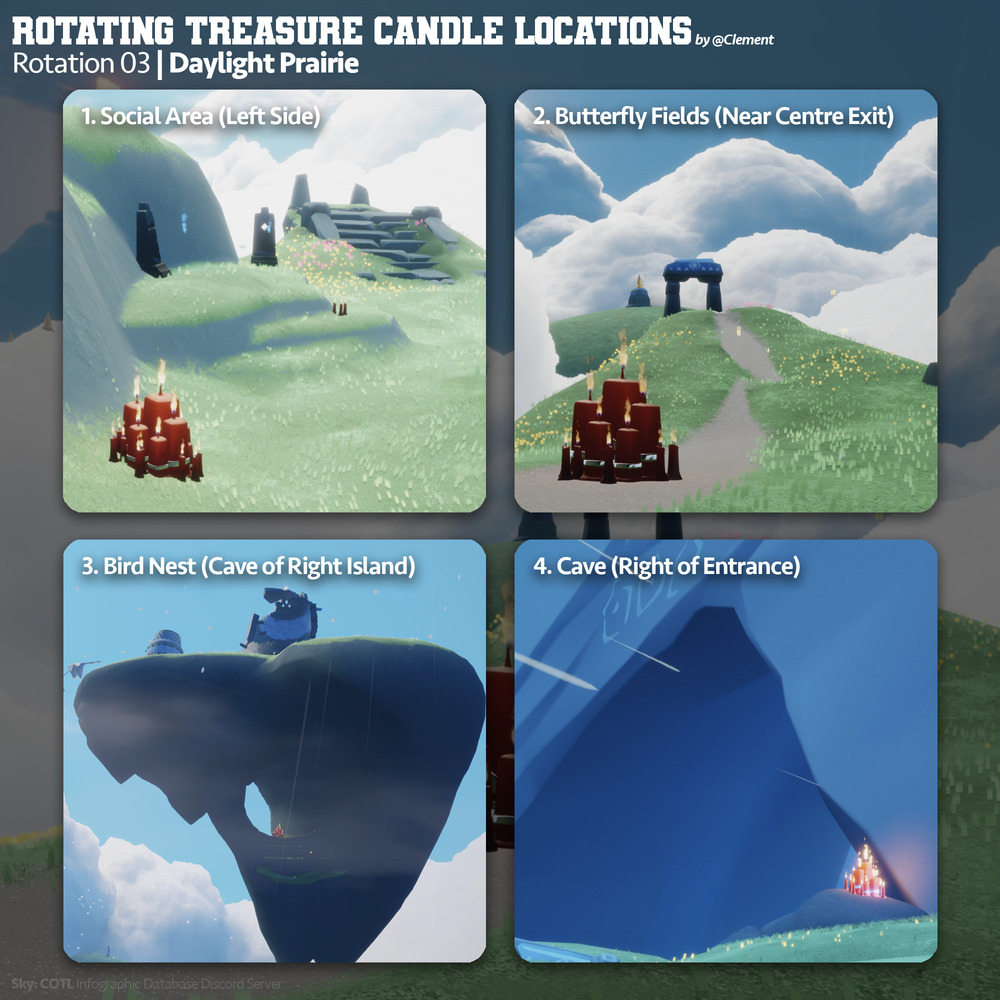 ROTATING TREASURE CANDLE LOCATIONS by @Clement
Rotation 03 | Daylight Prairie
1. Social Area (Left Side)
2. Butterfly Fields (Near Centre Exit)
3. Bird Nest (Cave of Right Island)
4. Cave (Right of Entrance)
Sky: COTL Infographic Database Discord Server